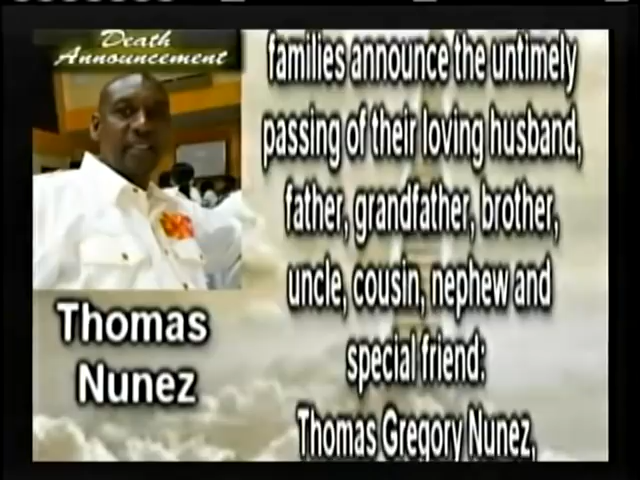 Death
Announcement
Thomas
Nunez
families announce the untimely
passing of their loving husband,
father, grandfather, brother,
uncle, cousin, nephew and
special friend:
Thomas Gregory Nunez,